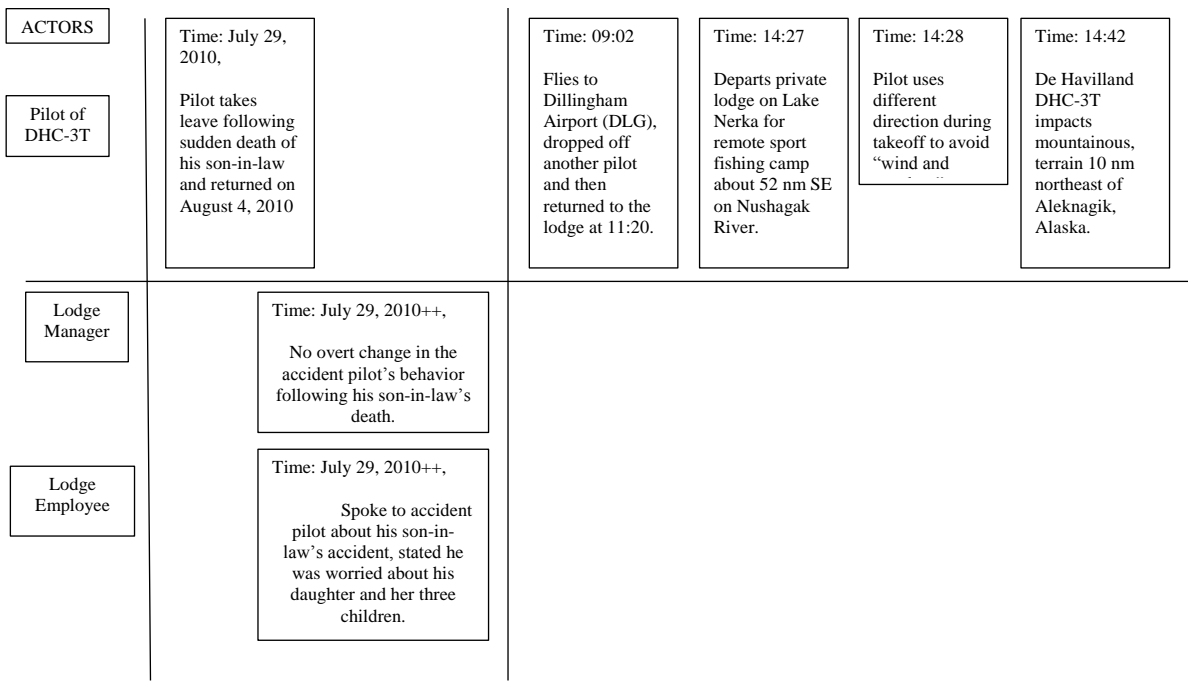 ACTORS
Pilot of
DHC-3T
Time: July 29,
2010,
Pilot takes
leave following
sudden death of
his son-in-law
and returned on
August 4, 2010
Time: 09:02
Flies to
Dillingham
Airport (DLG),
dropped off
another pilot
and then
returned to the
lodge at 11:20.
Time: 14:27
Departs private
lodge on Lake
Nerka for
remote sport
fishing camp
about 52 nm SE
on Nushagak
River.
Time: 14:28
Pilot uses
different
direction during
takeoff to avoid
“wind and
Time: 14:42
De Havilland
DHC-3T
impacts
mountainous,
terrain 10 nm
northeast of
Aleknagik,
Alaska.
Lodge
Manager
Time: July 29, 2010++,
No overt change in the
accident pilot’s behavior
following his son-in-law’s
death.
Lodge
Employee
Time: July 29, 2010++,
Spoke to accident
pilot about his son-in-
law’s accident, stated he
was worried about his
daughter and her three
children.